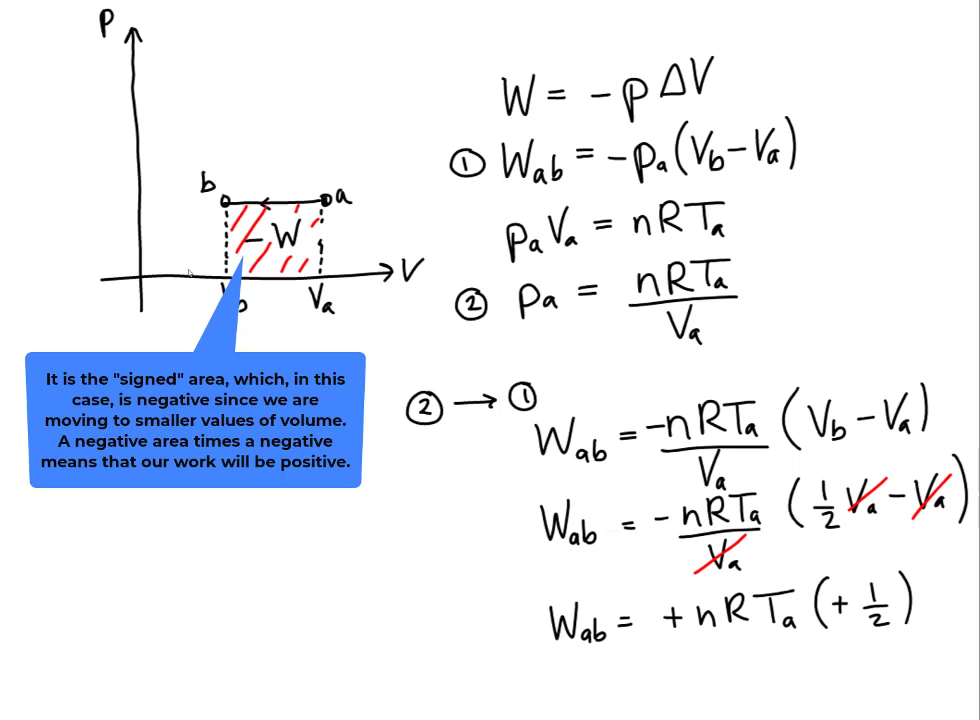 P
b
a
- W
V
Vb
Va
It is the "signed" area, which, in this
case, is negative since we are
moving to smaller values of volume.
A negative area times a negative
means that our work will be positive.
W = - p ΔV
① Wab = - pa (Vb - Va)
pa Va = nRTa
② pa = nRTa / Va
② → ①
Wab = -nRTa / Va (Vb - Va)
Wab = - nRTa / Va (1/2 Va - Va)
Wab = + nRTa (+ 1/2)